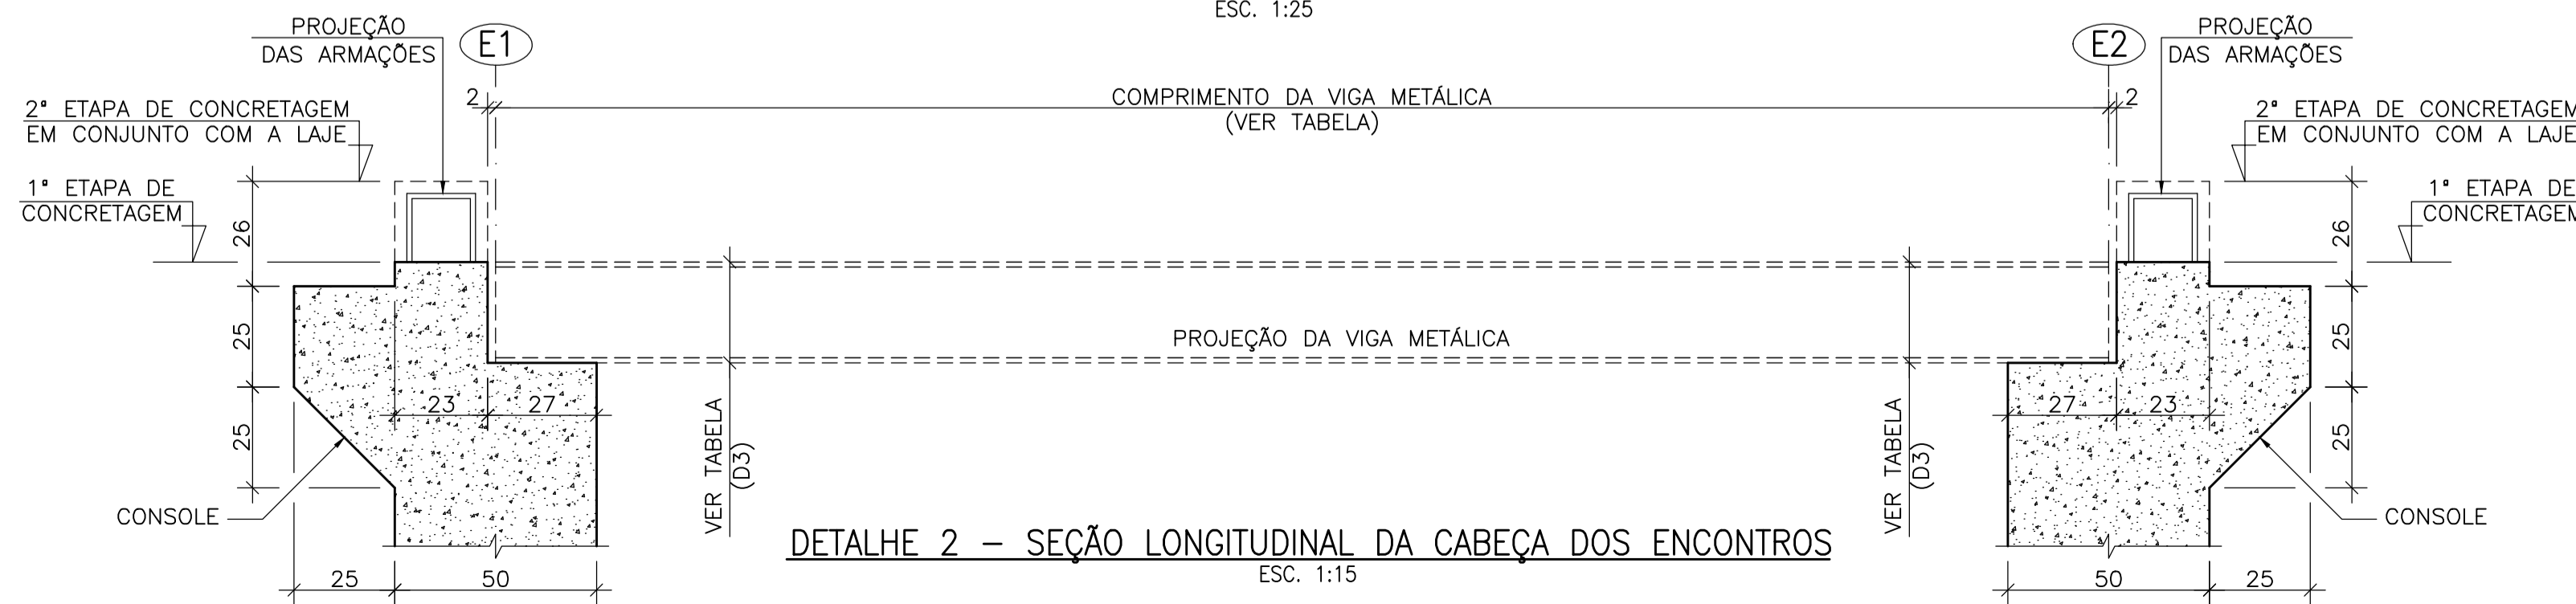 ESC. 1:25
PROJEÇÃO
DAS ARMAÇÕES
E1
E2
PROJEÇÃO
DAS ARMAÇÕES
2ª ETAPA DE CONCRETAGEM
EM CONJUNTO COM A LAJE
2
COMPRIMENTO DA VIGA METÁLICA
(VER TABELA)
2
2ª ETAPA DE CONCRETAGEM
EM CONJUNTO COM A LAJE
1ª ETAPA DE
CONCRETAGEM
26
26
1ª ETAPA DE
CONCRETAGEM
25
PROJEÇÃO DA VIGA METÁLICA
25
23
27
27
23
25
VER TABELA
(D3)
VER TABELA
(D3)
25
CONSOLE
CONSOLE
DETALHE 2 – SEÇÃO LONGITUDINAL DA CABEÇA DOS ENCONTROS
ESC. 1:15
25
50
50
25